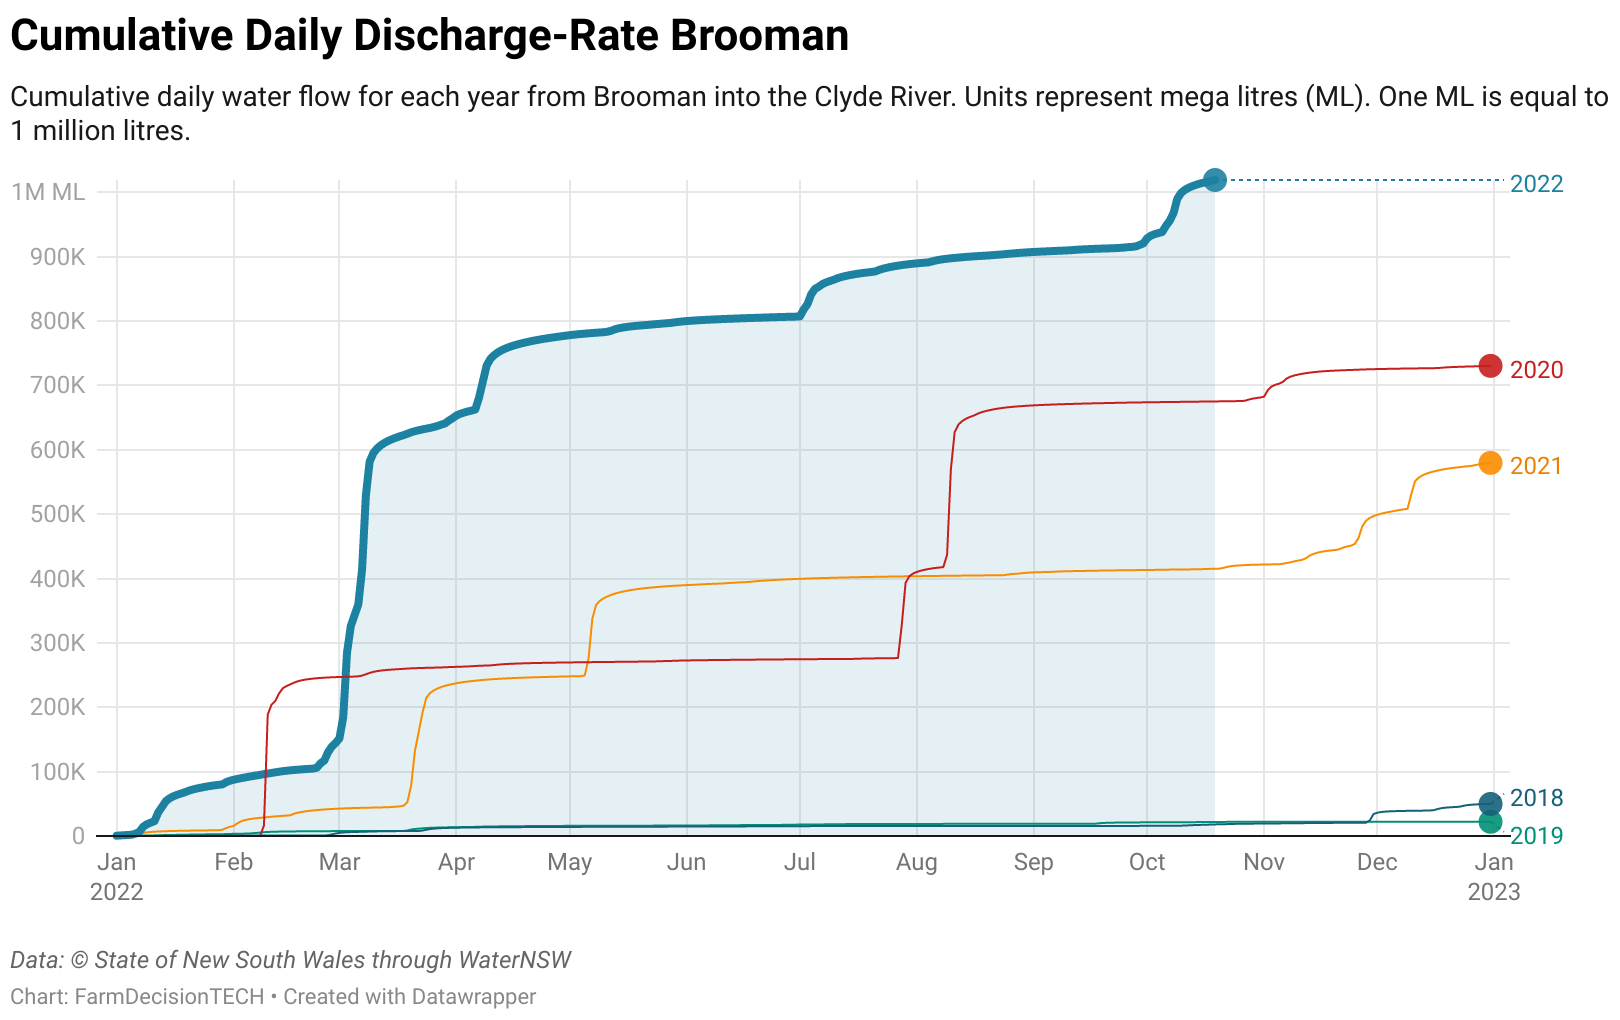 Cumulative Daily Discharge-Rate Brooman
Cumulative daily water flow for each year from Brooman into the Clyde River. Units represent mega litres (ML). One ML is equal to
1 million litres.
1M ML
900K
800K
700K
600K
500K
400K
300K
200K
100K
0
2022
2020
2021
2018
2019
Jan Feb Mar Apr May Jun Jul Aug Sep Oct Nov Dec Jan
2022 2023
Data: © State of New South Wales through WaterNSW
Chart: FarmDecisionTECH • Created with Datawrapper